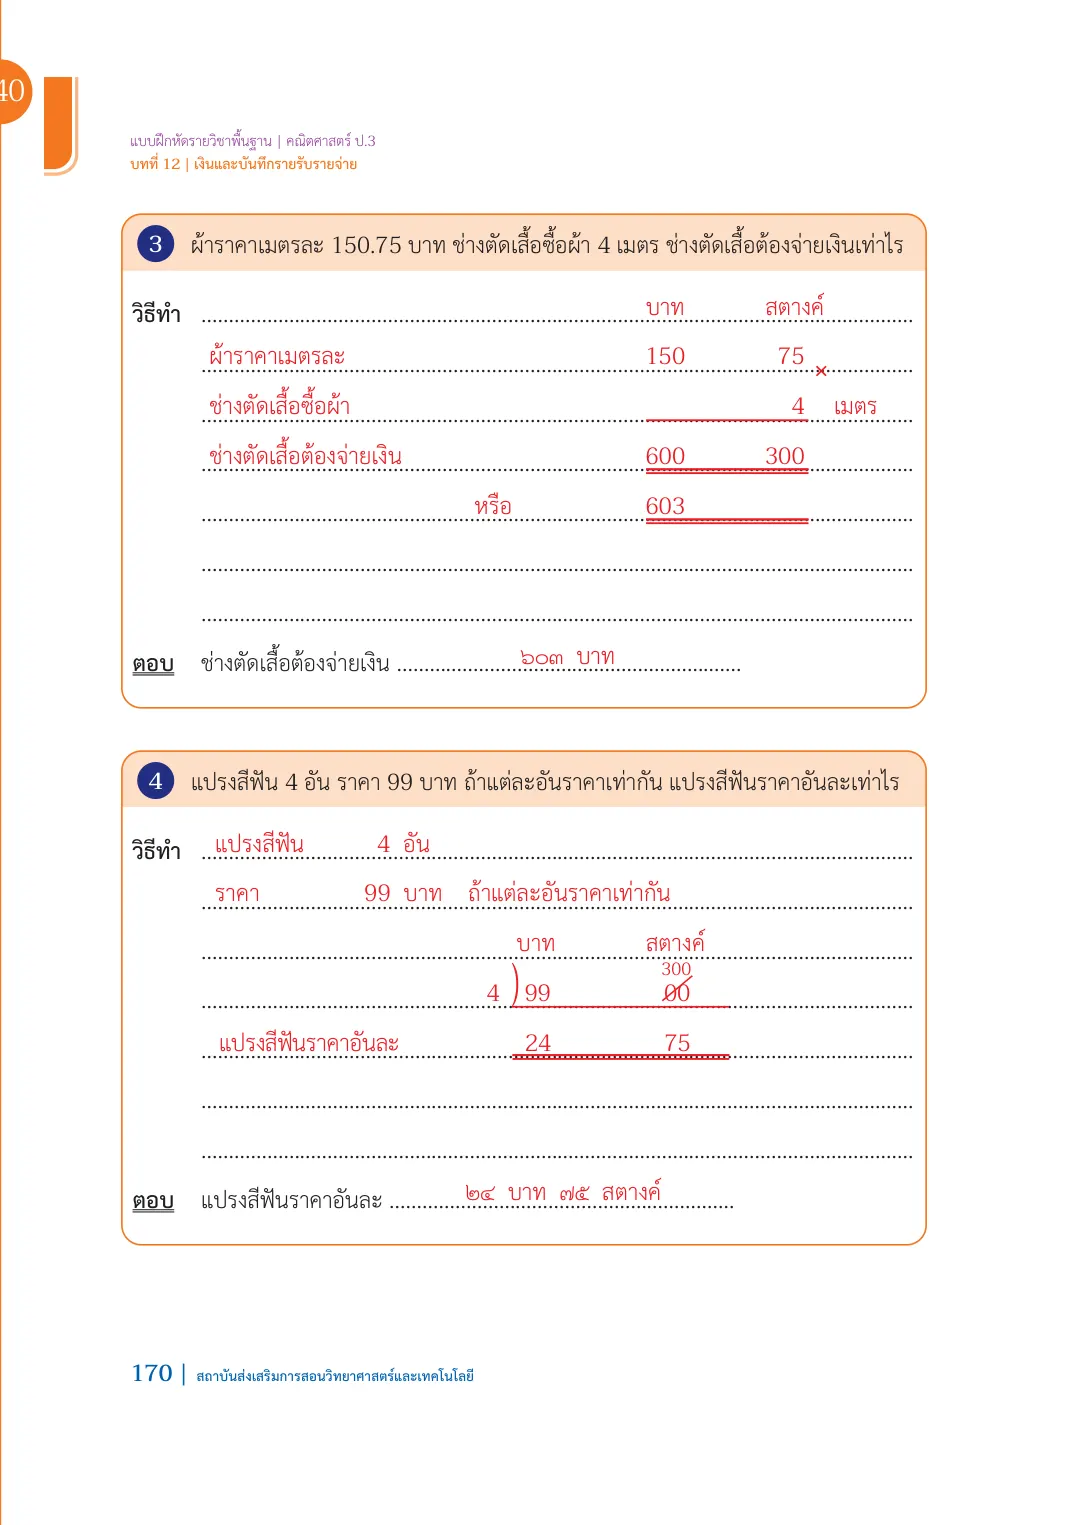 40
แบบฝึกหัดรายวิชาพื้นฐาน | คณิตศาสตร์ ป.3
บทที่ 12 | เงินและบันทึกรายรับรายจ่าย
3 ผ้าราคาเมตรละ 150.75 บาท ช่างตัดเสื้อซื้อผ้า 4 เมตร ช่างตัดเสื้อต้องจ่ายเงินเท่าไร
วิธีทำ บาท สตางค์
ผ้าราคาเมตรละ 150 75 ×
ช่างตัดเสื้อซื้อผ้า 4 เมตร
ช่างตัดเสื้อต้องจ่ายเงิน 600 300
หรือ 603
ตอบ ช่างตัดเสื้อต้องจ่ายเงิน ๖๐๓ บาท
4 แปรงสีฟัน 4 อัน ราคา 99 บาท ถ้าแต่ละอันราคาเท่ากัน แปรงสีฟันราคาอันละเท่าไร
วิธีทำ แปรงสีฟัน 4 อัน
ราคา 99 บาท ถ้าแต่ละอันราคาเท่ากัน
บาท สตางค์
300
4 ) 99 00
แปรงสีฟันราคาอันละ 24 75
ตอบ แปรงสีฟันราคาอันละ ๒๔ บาท ๗๕ สตางค์
170 | สถาบันส่งเสริมการสอนวิทยาศาสตร์และเทคโนโลยี